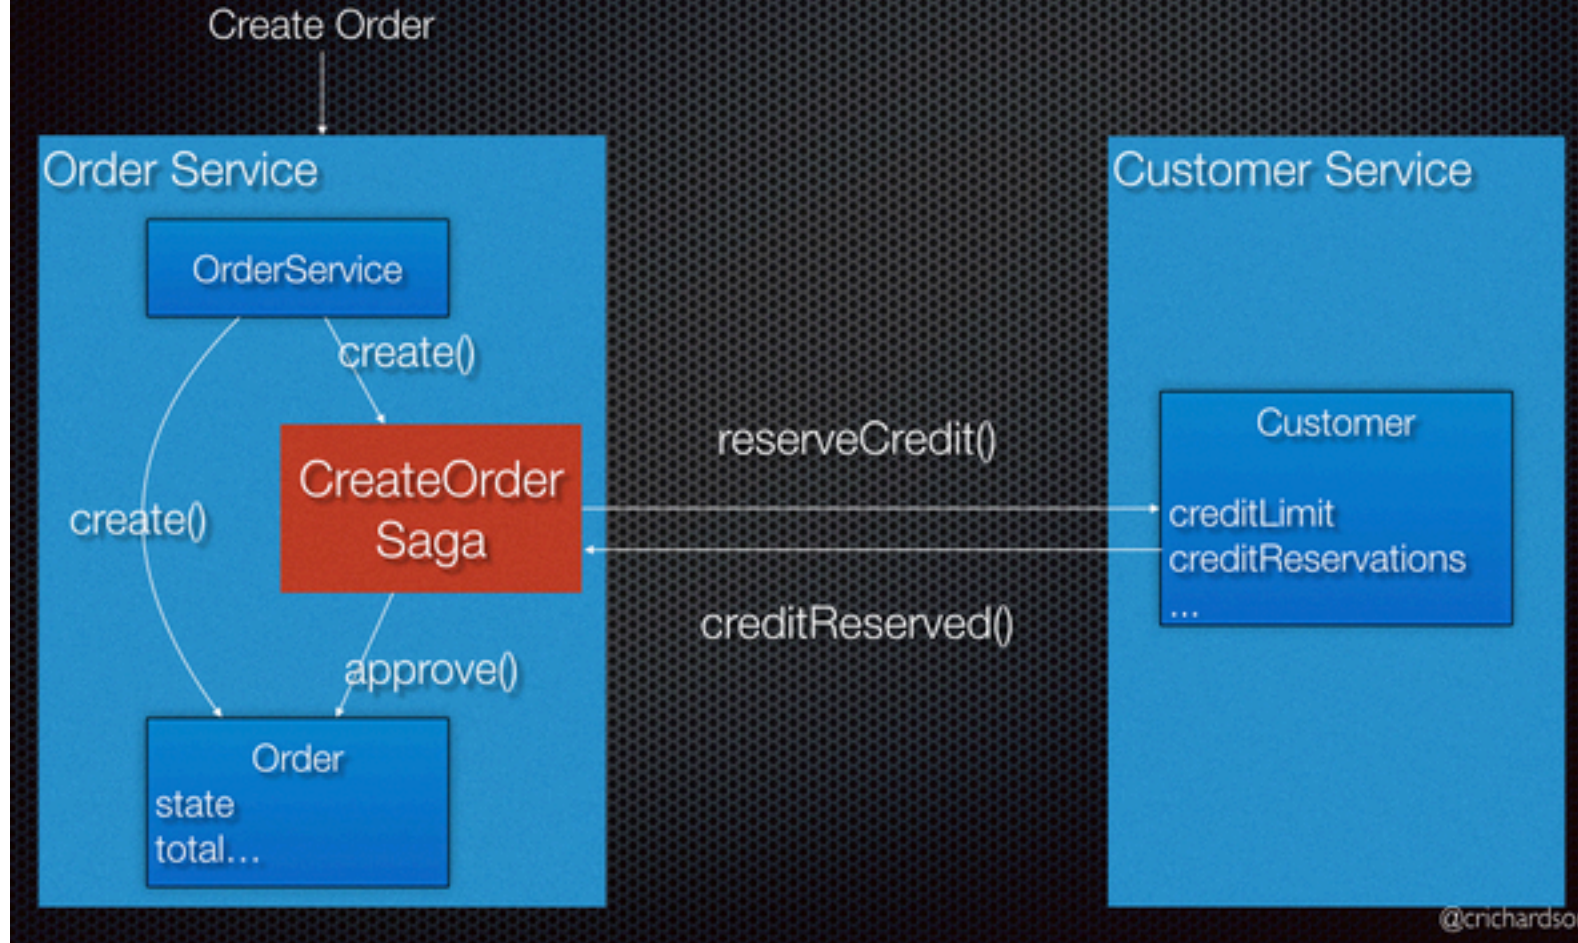 Create Order
Order Service
OrderService
create()
create()
CreateOrder
Saga
approve()
Order
state
total...
reserveCredit()
creditReserved()
Customer Service
Customer
creditLimit
creditReservations
...
@crichardson